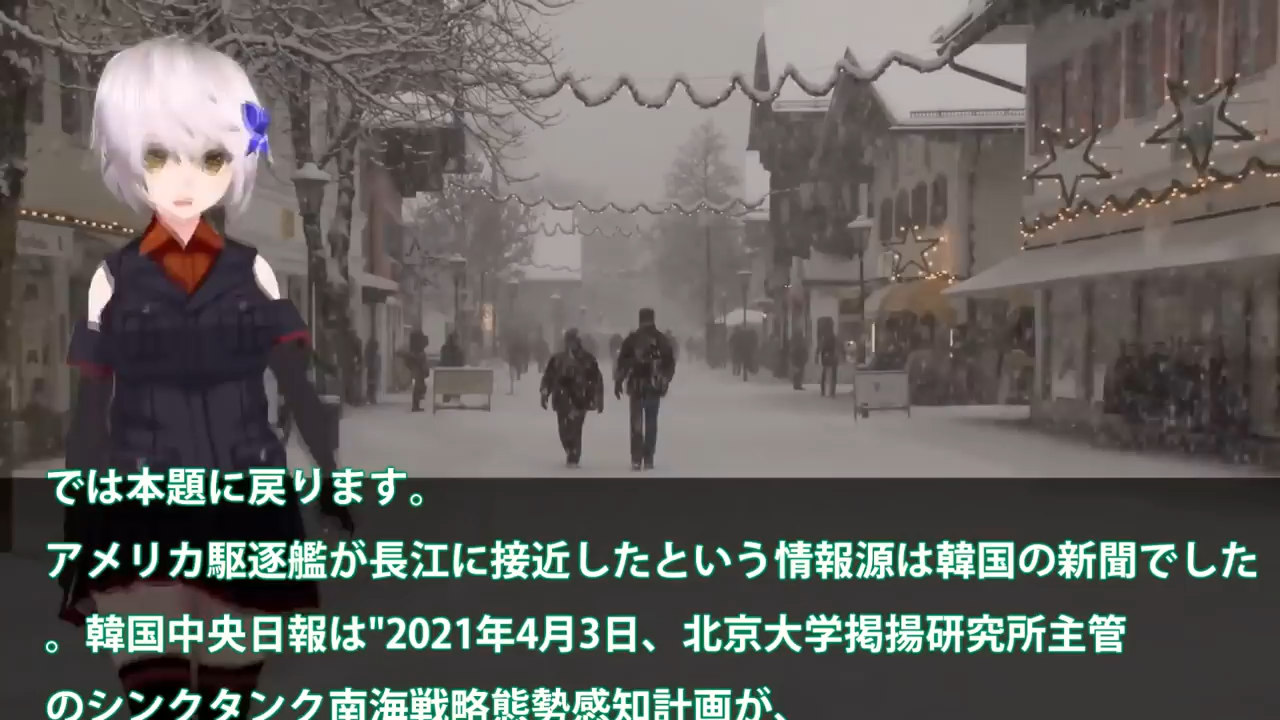 では本題に戻ります。
アメリカ駆逐艦が長江に接近したという情報源は韓国の新聞でした
。韓国中央日報は"2021年4月3日、北京大学掲揚研究所主管
のシンクタンク南海戦略態勢感知計画が、